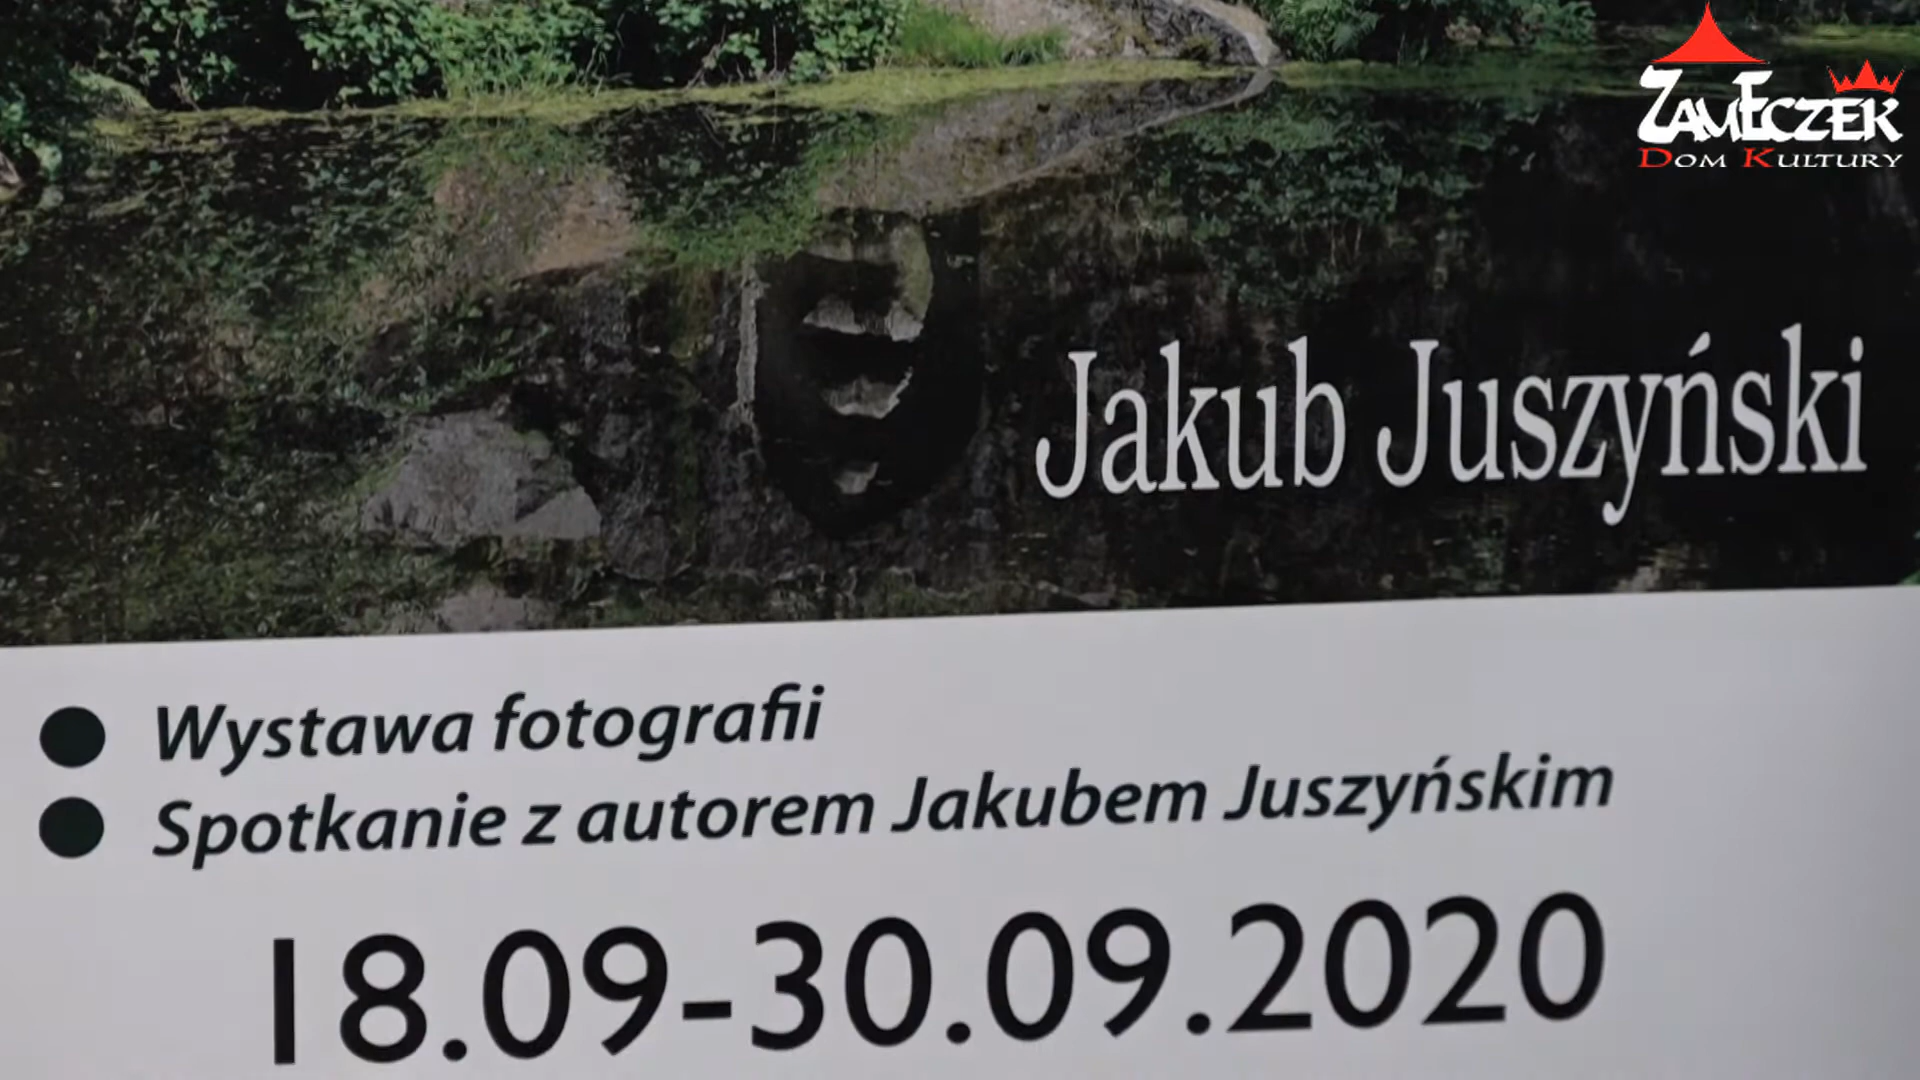 ZAMECZEK
DOM KULTURY
Jakub Juszyński
Wystawa fotografii
Spotkanie z autorem Jakubem Juszyńskim
18.09-30.09.2020